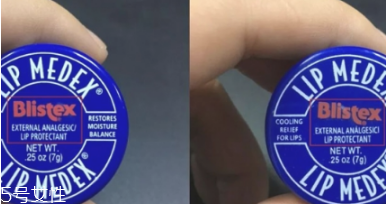 LIP MEDEX®
Blistex
EXTERNAL ANALGESIC/
LIP PROTECTANT
NET WT.
.25 oz (7g)
RESTORES
MOISTURE
BALANCE
LIP MEDEX®
LIP MEDEX
COOLING
RELIEF
FOR LIPS
Blistex
EXTERNAL ANALGESIC/
LIP PROTECTANT
NET WT.
.25 oz (7g)
LIP MEDEX
5号女性